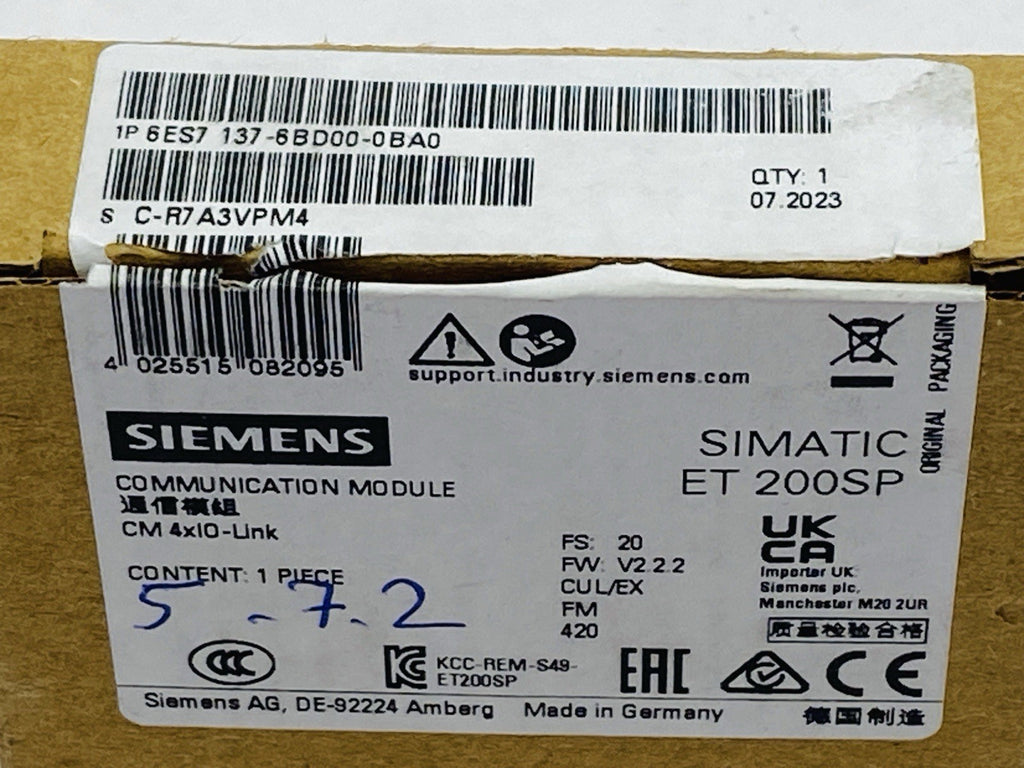 1P 6ES7 137-6BD00-0BA0
S C-R7A3VPM4
QTY: 1
07.2023
4 025515 082095
support.industry.siemens.com
ORIGINAL PACKAGING
SIEMENS
SIMATIC
ET 200SP
COMMUNICATION MODULE
通信模组
CM 4xIO-Link
CONTENT: 1 PIECE
5-7.2
FS: 20
FW: V2.2.2
CUL/EX
FM
420
UK
CA
Importer UK:
Siemens plc,
Manchester M20 2UR
质量检验合格
CCC
KC
KCC-REM-S49-
ET200SP
EAC
CE
Siemens AG, DE-92224 Amberg Made in Germany
德国制造